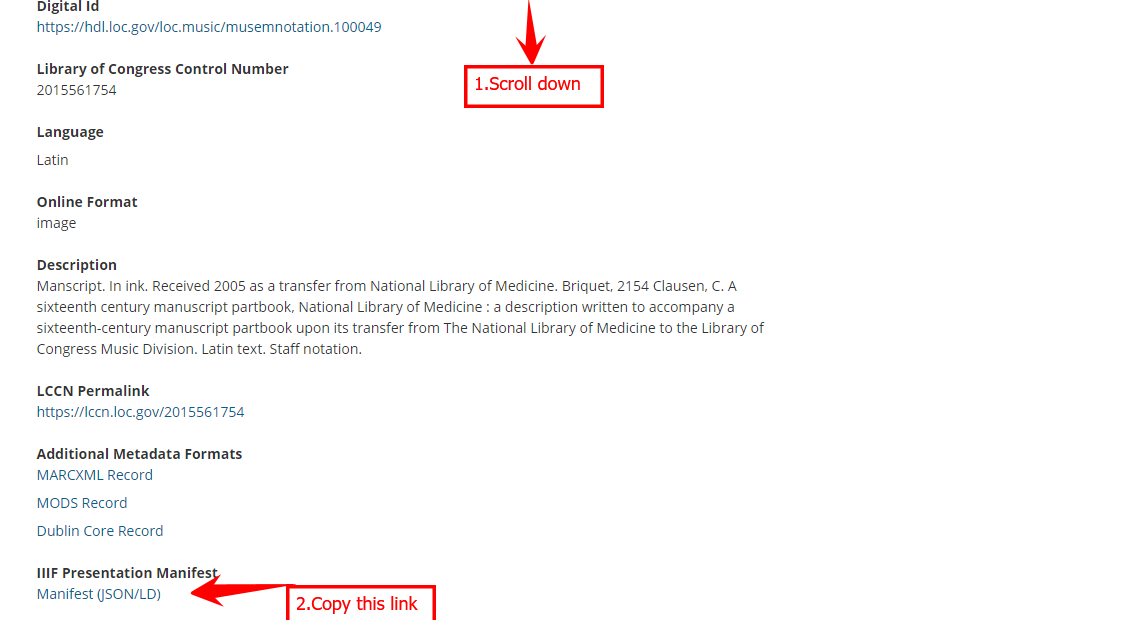 Digital Id
https://hdl.loc.gov/loc.music/musemnotation.100049
1.Scroll down
Library of Congress Control Number
2015561754
Language
Latin
Online Format
image
Description
Manscript. In ink. Received 2005 as a transfer from National Library of Medicine. Briquet, 2154 Clausen, C. A
sixteenth century manuscript partbook, National Library of Medicine : a description written to accompany a
sixteenth-century manuscript partbook upon its transfer from The National Library of Medicine to the Library of
Congress Music Division. Latin text. Staff notation.
LCCN Permalink
https://lccn.loc.gov/2015561754
Additional Metadata Formats
MARCXML Record
MODS Record
Dublin Core Record
IIIF Presentation Manifest
Manifest (JSON/LD)
2.Copy this link